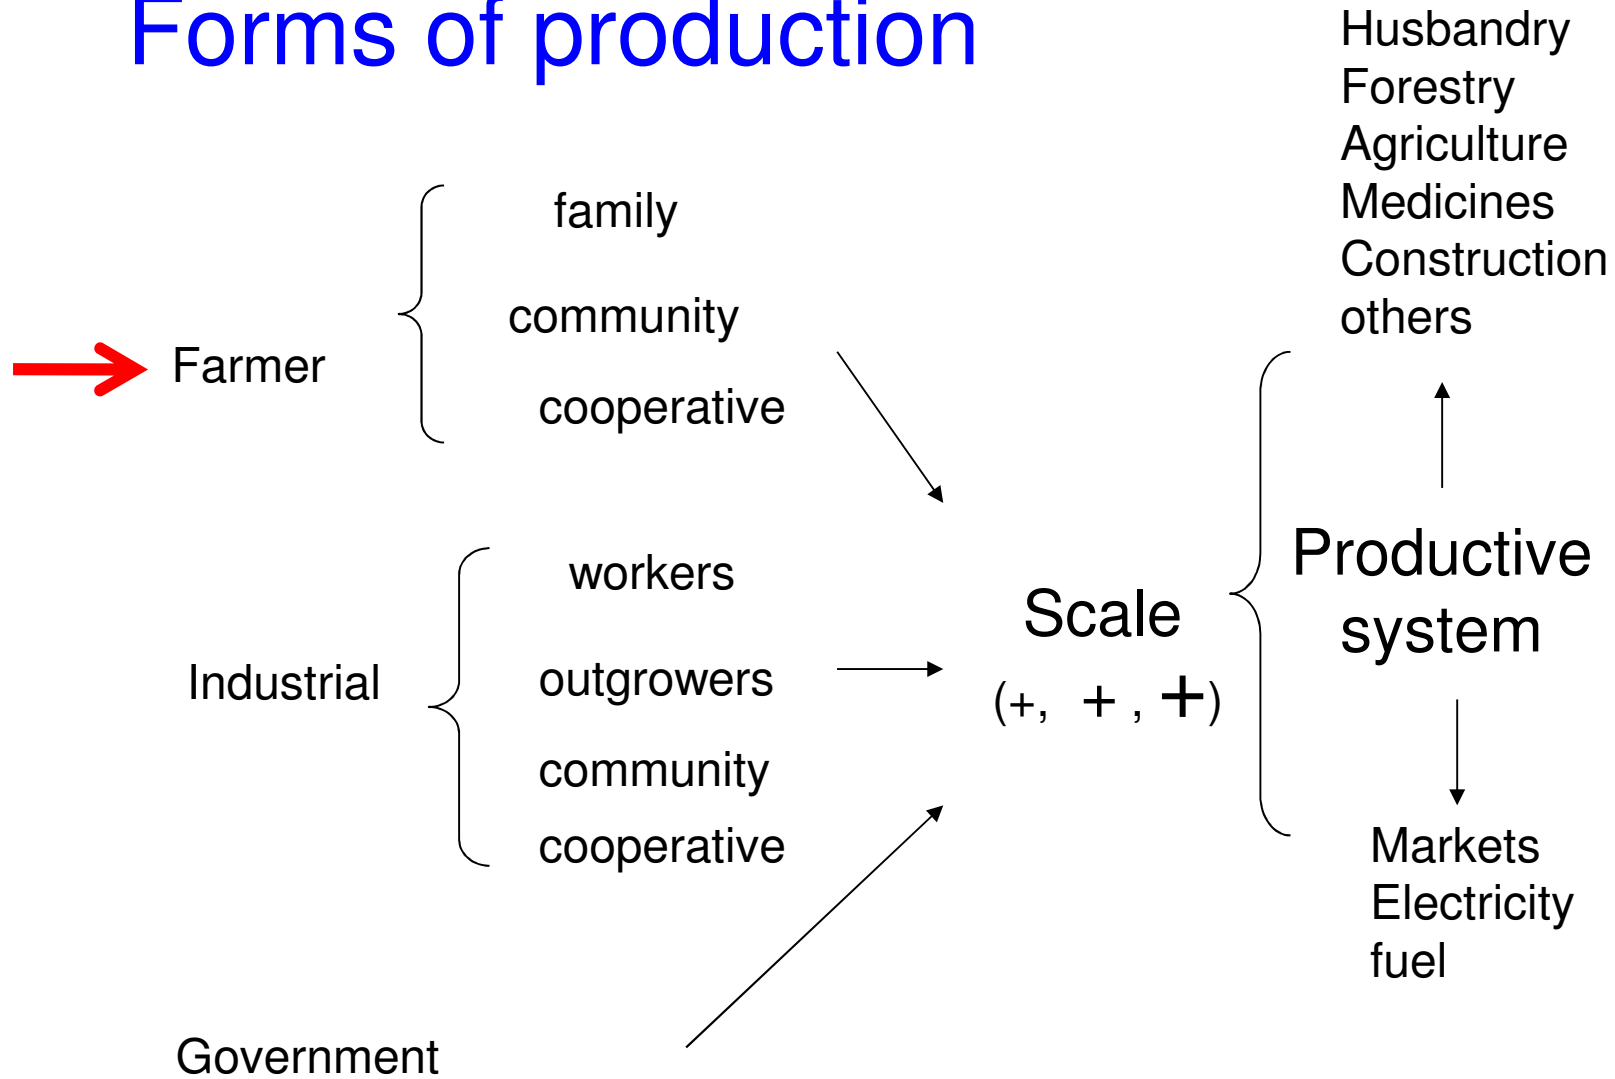 Forms of production
Husbandry
Forestry
Agriculture
Medicines
Construction
others
family
community
Farmer
cooperative
workers
Industrial
outgrowers
community
cooperative
Scale
(+, + , +)
Productive
system
Markets
Electricity
fuel
Government